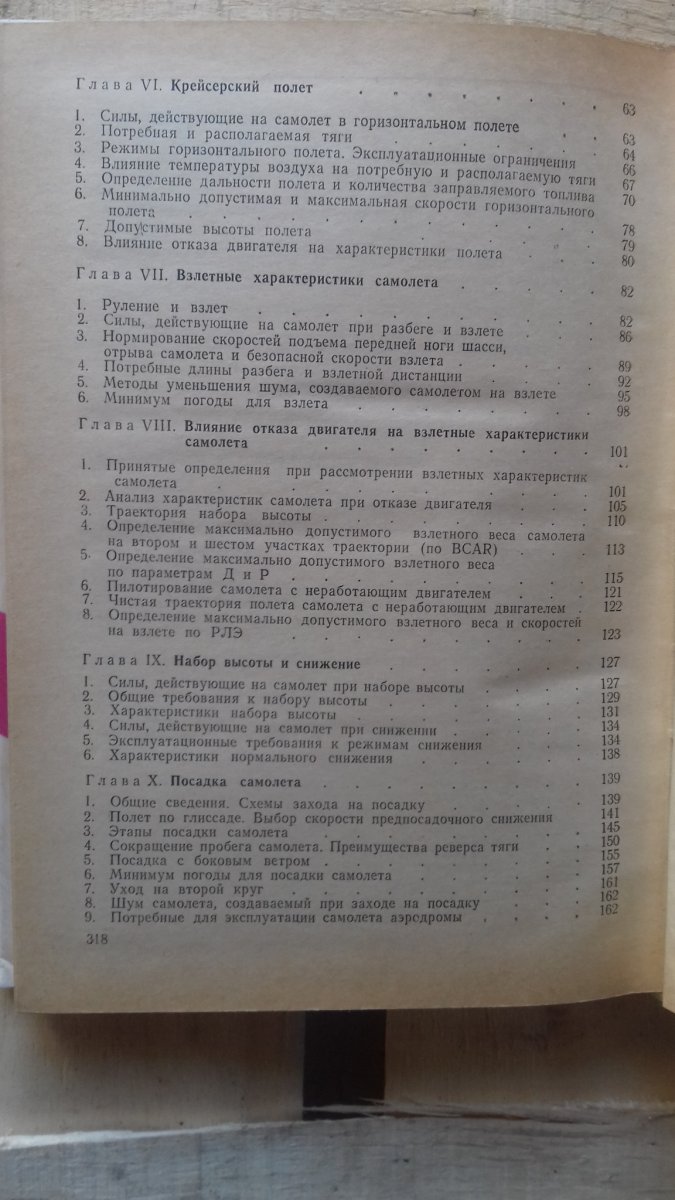 Глава VI. Крейсерский полет . . . . . . . 63
1. Силы, действующие на самолет в горизонтальном полете . . 63
2. Потребная и располагаемая тяги . . . . . . 64
3. Режимы горизонтального полета. Эксплуатационные ограничения 66
4. Влияние температуры воздуха на потребную и располагаемую тяги 67
5. Определение дальности полета и количества заправляемого топлива 70
6. Минимально допустимая и максимальная скорости горизонтального
полета . . . . . . . . 78
7. Допустимые высоты полета . . . . . 79
8. Влияние отказа двигателя на характеристики полета . . . 80
Глава VII. Взлетные характеристики самолета . . . . 82
1. Руление и взлет . . . . . . . . 82
2. Силы, действующие на самолет при разбеге и взлете . . . 86
3. Нормирование скоростей подъема передней ноги шасси,
отрыва самолета и безопасной скорости взлета . . . . 89
4. Потребные длины разбега и взлетной дистанции . . . . 92
5. Методы уменьшения шума, создаваемого самолетом на взлете 95
6. Минимум погоды для взлета . . . . . . . 98
Глава VIII. Влияние отказа двигателя на взлетные характеристики
самолета . . . . . . . . 101
1. Принятые определения при рассмотрении взлетных характеристик
самолета . . . . . . . . 101
2. Анализ характеристик самолета при отказе двигателя . . . 105
3. Траектория набора высоты . . . . . . . 110
4. Определение максимально допустимого взлетного веса самолета
на втором и шестом участках траектории (по BCAR) . . . 113
5. Определение максимально допустимого взлетного веса
по параметрам Д и Р . . . . . . . 115
6. Пилотирование самолета с неработающим двигателем . . . 121
7. Чистая траектория полета самолета с неработающим двигателем . 122
8. Определение максимально допустимого взлетного веса и скоростей
на взлете по РЛЭ . . . . . . . 123
Глава IX. Набор высоты и снижение . . . . . 127
1. Силы, действующие на самолет при наборе высоты . . . . 127
2. Общие требования к набору высоты . . . . . 129
3. Характеристики набора высоты . . . . . . 131
4. Силы, действующие на самолет при снижении . . . . 134
5. Эксплуатационные требования к режимам снижения . . . 134
6. Характеристики нормального снижения . . . . . 138
Глава X. Посадка самолета . . . . . . . 139
1. Общие сведения. Схемы захода на посадку . . . . 139
2. Полет по глиссаде. Выбор скорости предпосадочного снижения 141
3. Этапы посадки самолета . . . . . . . 145
4. Сокращение пробега самолета. Преимущества реверса тяги . . 150
5. Посадка с боковым ветром . . . . . . . 155
6. Минимум погоды для посадки самолета . . . . . 157
7. Уход на второй круг . . . . . . . 161
8. Шум самолета, создаваемый при заходе на посадку . . . 162
9. Потребные для эксплуатации самолета аэродромы . . . . 162
318